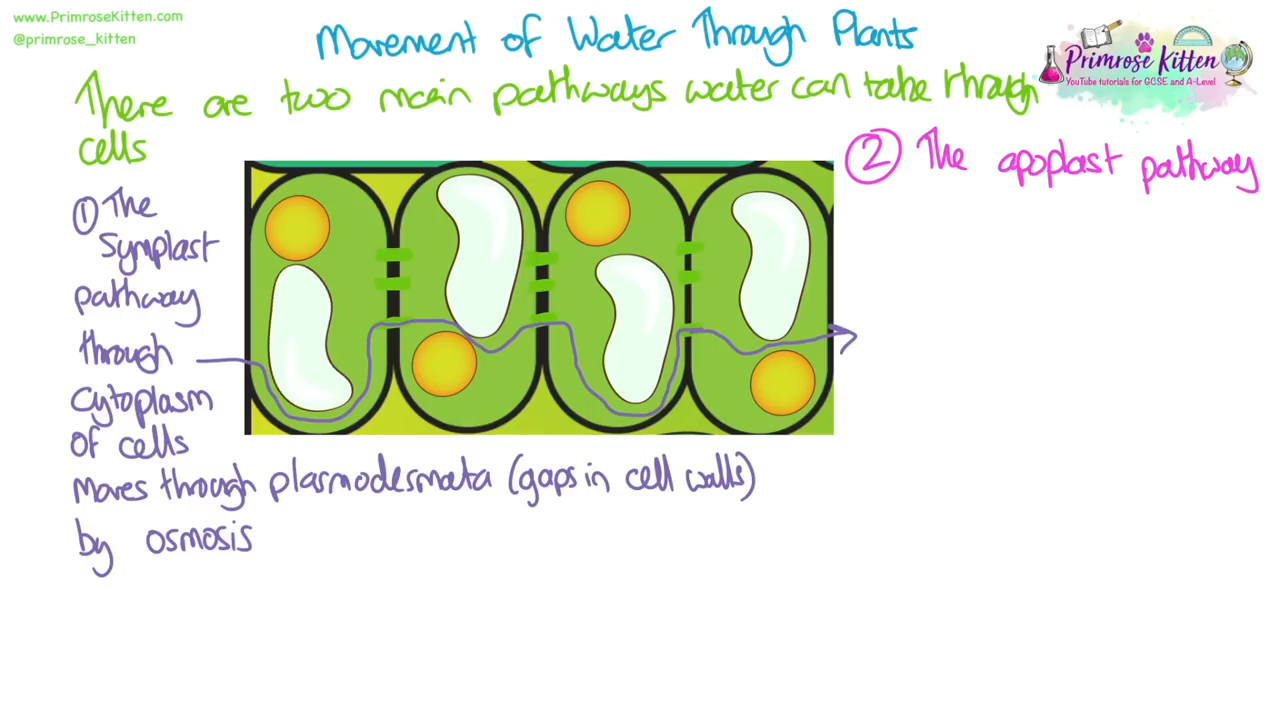 www.PrimroseKitten.com
@primrose_kitten
Movement of Water Through Plants
Primrose Kitten
YouTube tutorials for GCSE and A-Level
There are two main pathways water can take through
cells
① The
Symplast
pathway
through
cytoplasm
of cells
Moves through plasmodesmata (gaps in cell walls)
by osmosis
② The apoplast pathway